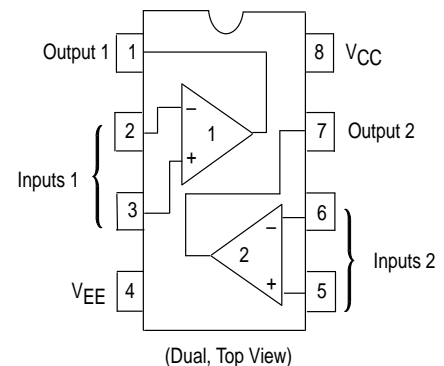 Output 1 1 8 VCC
2 − 1 7 Output 2
Inputs 1 +
3 − 6
2 Inputs 2
VEE 4 + 5
(Dual, Top View)